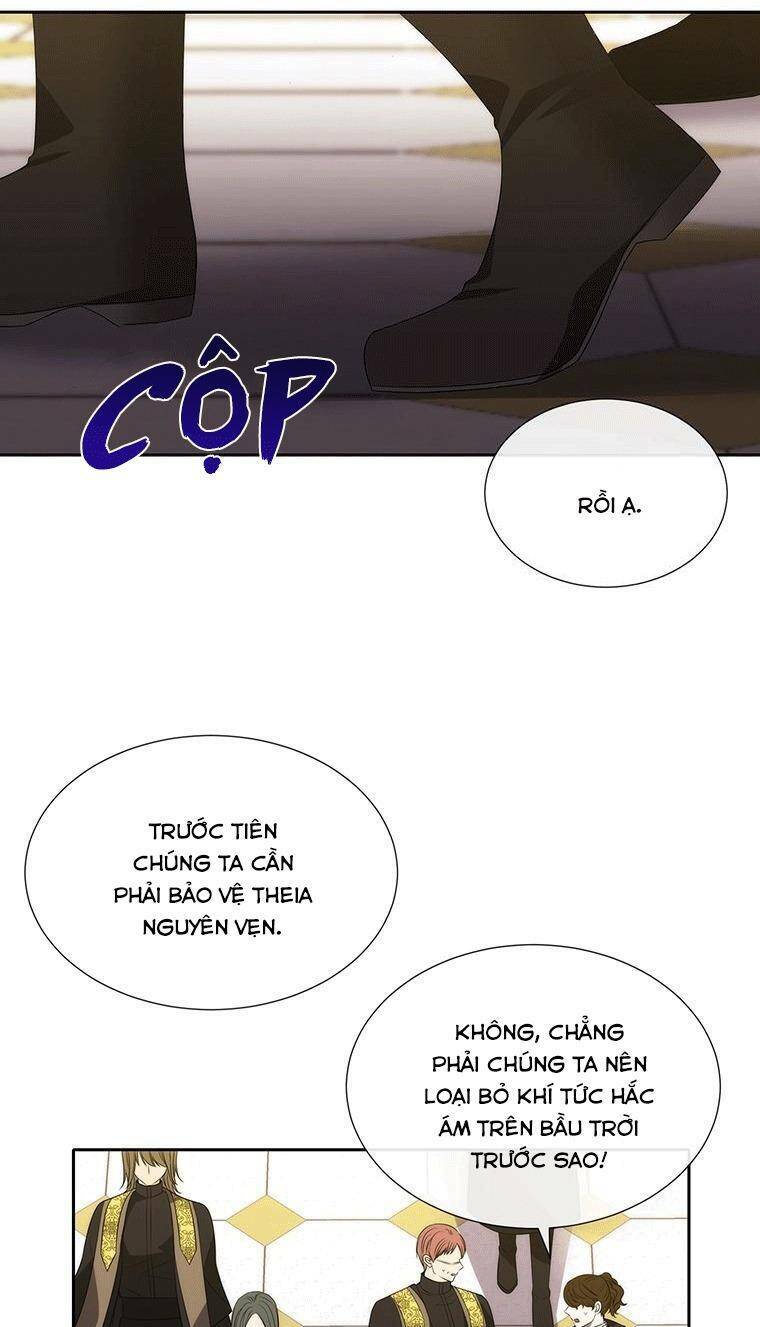 CỘP
RỒI Ạ.
TRƯỚC TIÊN
CHÚNG TA CẦN
PHẢI BẢO VỆ THEIA
NGUYÊN VẸN.
KHÔNG, CHẲNG
PHẢI CHÚNG TA NÊN
LOẠI BỎ KHÍ TỨC HẮC
ÁM TRÊN BẦU TRỜI
TRƯỚC SAO!